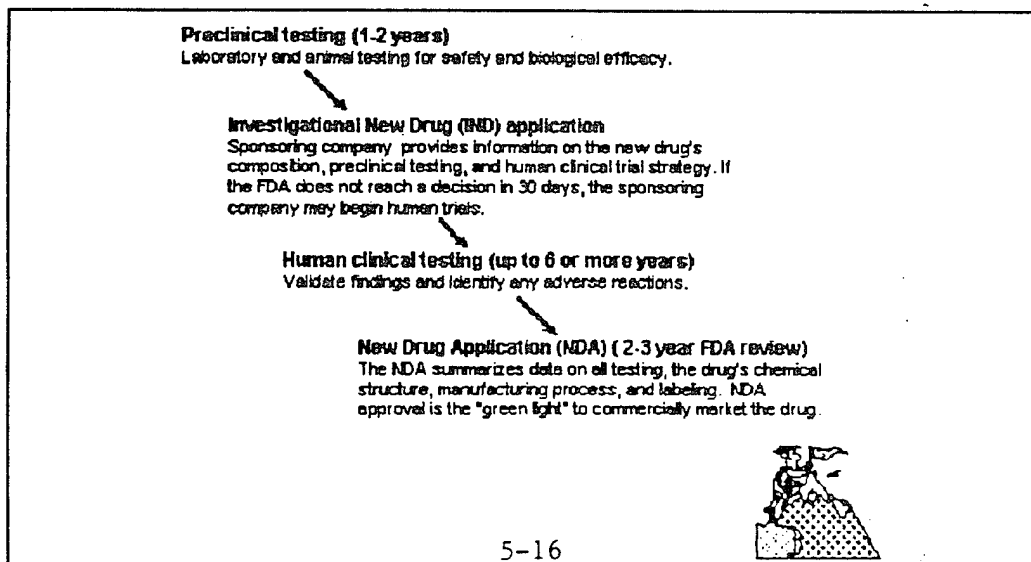 Preclinical testing (1-2 years)
Laboratory and animal testing for safety and biological efficacy.
Investigational New Drug (IND) application
Sponsoring company provides information on the new drug's
composition, preclinical testing, and human clinical trial strategy. If
the FDA does not reach a decision in 30 days, the sponsoring
company may begin human trials.
Human clinical testing (up to 6 or more years)
Validate findings and identify any adverse reactions.
New Drug Application (NDA) ( 2-3 year FDA review)
The NDA summarizes data on all testing, the drug's chemical
structure, manufacturing process, and labeling. NDA
approval is the "green light" to commercially market the drug.
5-16